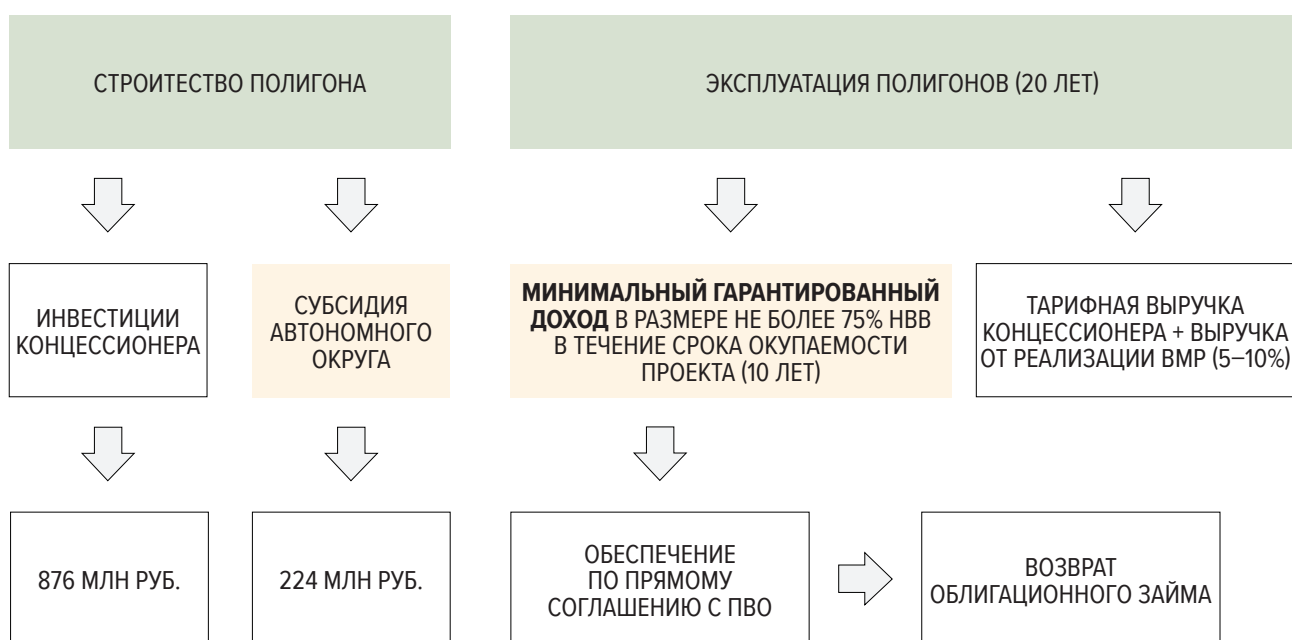 СТРОИТЕСТВО ПОЛИГОНА
ЭКСПЛУАТАЦИЯ ПОЛИГОНОВ (20 ЛЕТ)
ИНВЕСТИЦИИ
КОНЦЕССИОНЕРА
СУБСИДИЯ
АВТОНОМНОГО
ОКРУГА
МИНИМАЛЬНЫЙ ГАРАНТИРОВАННЫЙ
ДОХОД В РАЗМЕРЕ НЕ БОЛЕЕ 75% НВВ
В ТЕЧЕНИЕ СРОКА ОКУПАЕМОСТИ
ПРОЕКТА (10 ЛЕТ)
ТАРИФНАЯ ВЫРУЧКА
КОНЦЕССИОНЕРА + ВЫРУЧКА
ОТ РЕАЛИЗАЦИИ ВМР (5–10%)
876 МЛН РУБ.
224 МЛН РУБ.
ОБЕСПЕЧЕНИЕ
ПО ПРЯМОМУ
СОГЛАШЕНИЮ С ПВО
ВОЗВРАТ
ОБЛИГАЦИОННОГО ЗАЙМА